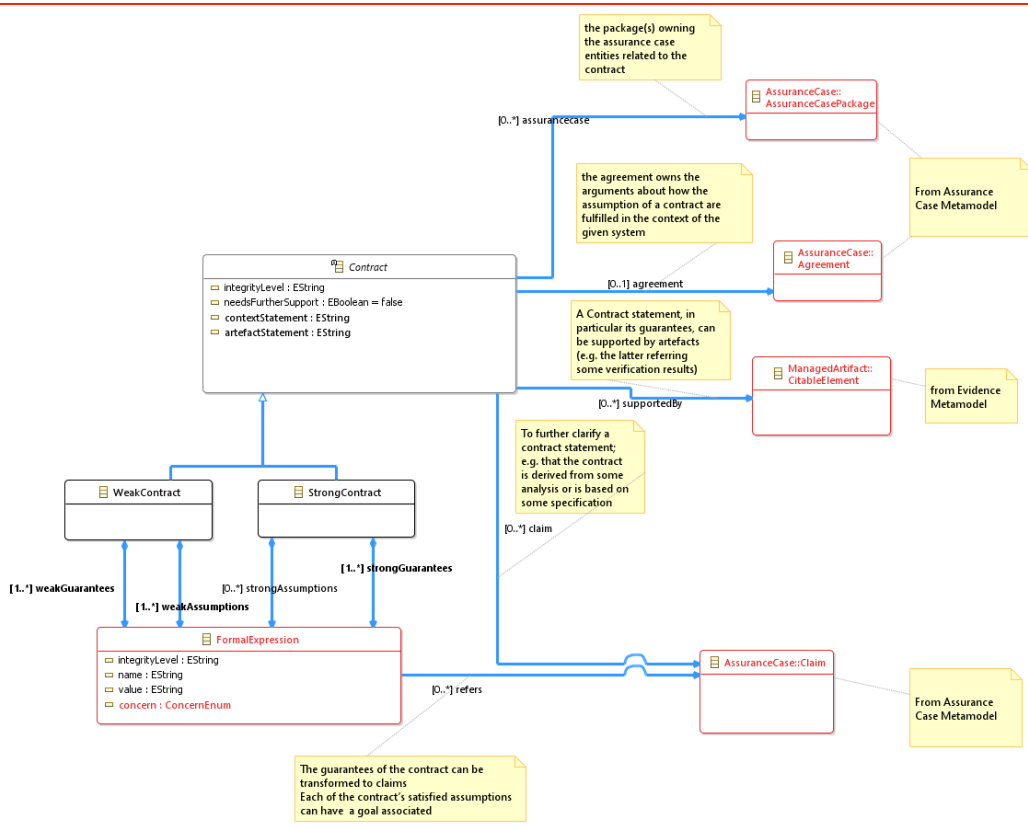 the package(s) owning
the assurance case
entities related to the
contract
AssuranceCase::
AssuranceCasePackage
[0..*] assurancecase
the agreement owns the
arguments about how the
assumption of a contract are
fulfilled in the context of the
given system
From Assurance
Case Metamodel
AssuranceCase::
Agreement
Contract
integrityLevel : EString
needsFurtherSupport : EBoolean = false
contextStatement : EString
artefactStatement : EString
[0..1] agreement
A Contract statement, in
particular its guarantees, can
be supported by artefacts
(e.g. the latter referring
some verification results)
ManagedArtifact::
CitableElement
from Evidence
Metamodel
[0..*] supportedBy
To further clarify a
contract statement;
e.g. that the contract
is derived from some
analysis or is based on
some specification
WeakContract
StrongContract
[0..*] claim
[1..*] weakGuarantees
[1..*] weakAssumptions
[0..*] strongAssumptions
[1..*] strongGuarantees
FormalExpression
integrityLevel : EString
name : EString
value : EString
concern : ConcernEnum
[0..*] refers
AssuranceCase::Claim
From Assurance
Case Metamodel
The guarantees of the contract can be
transformed to claims
Each of the contract's satisfied assumptions
can have  a goal associated